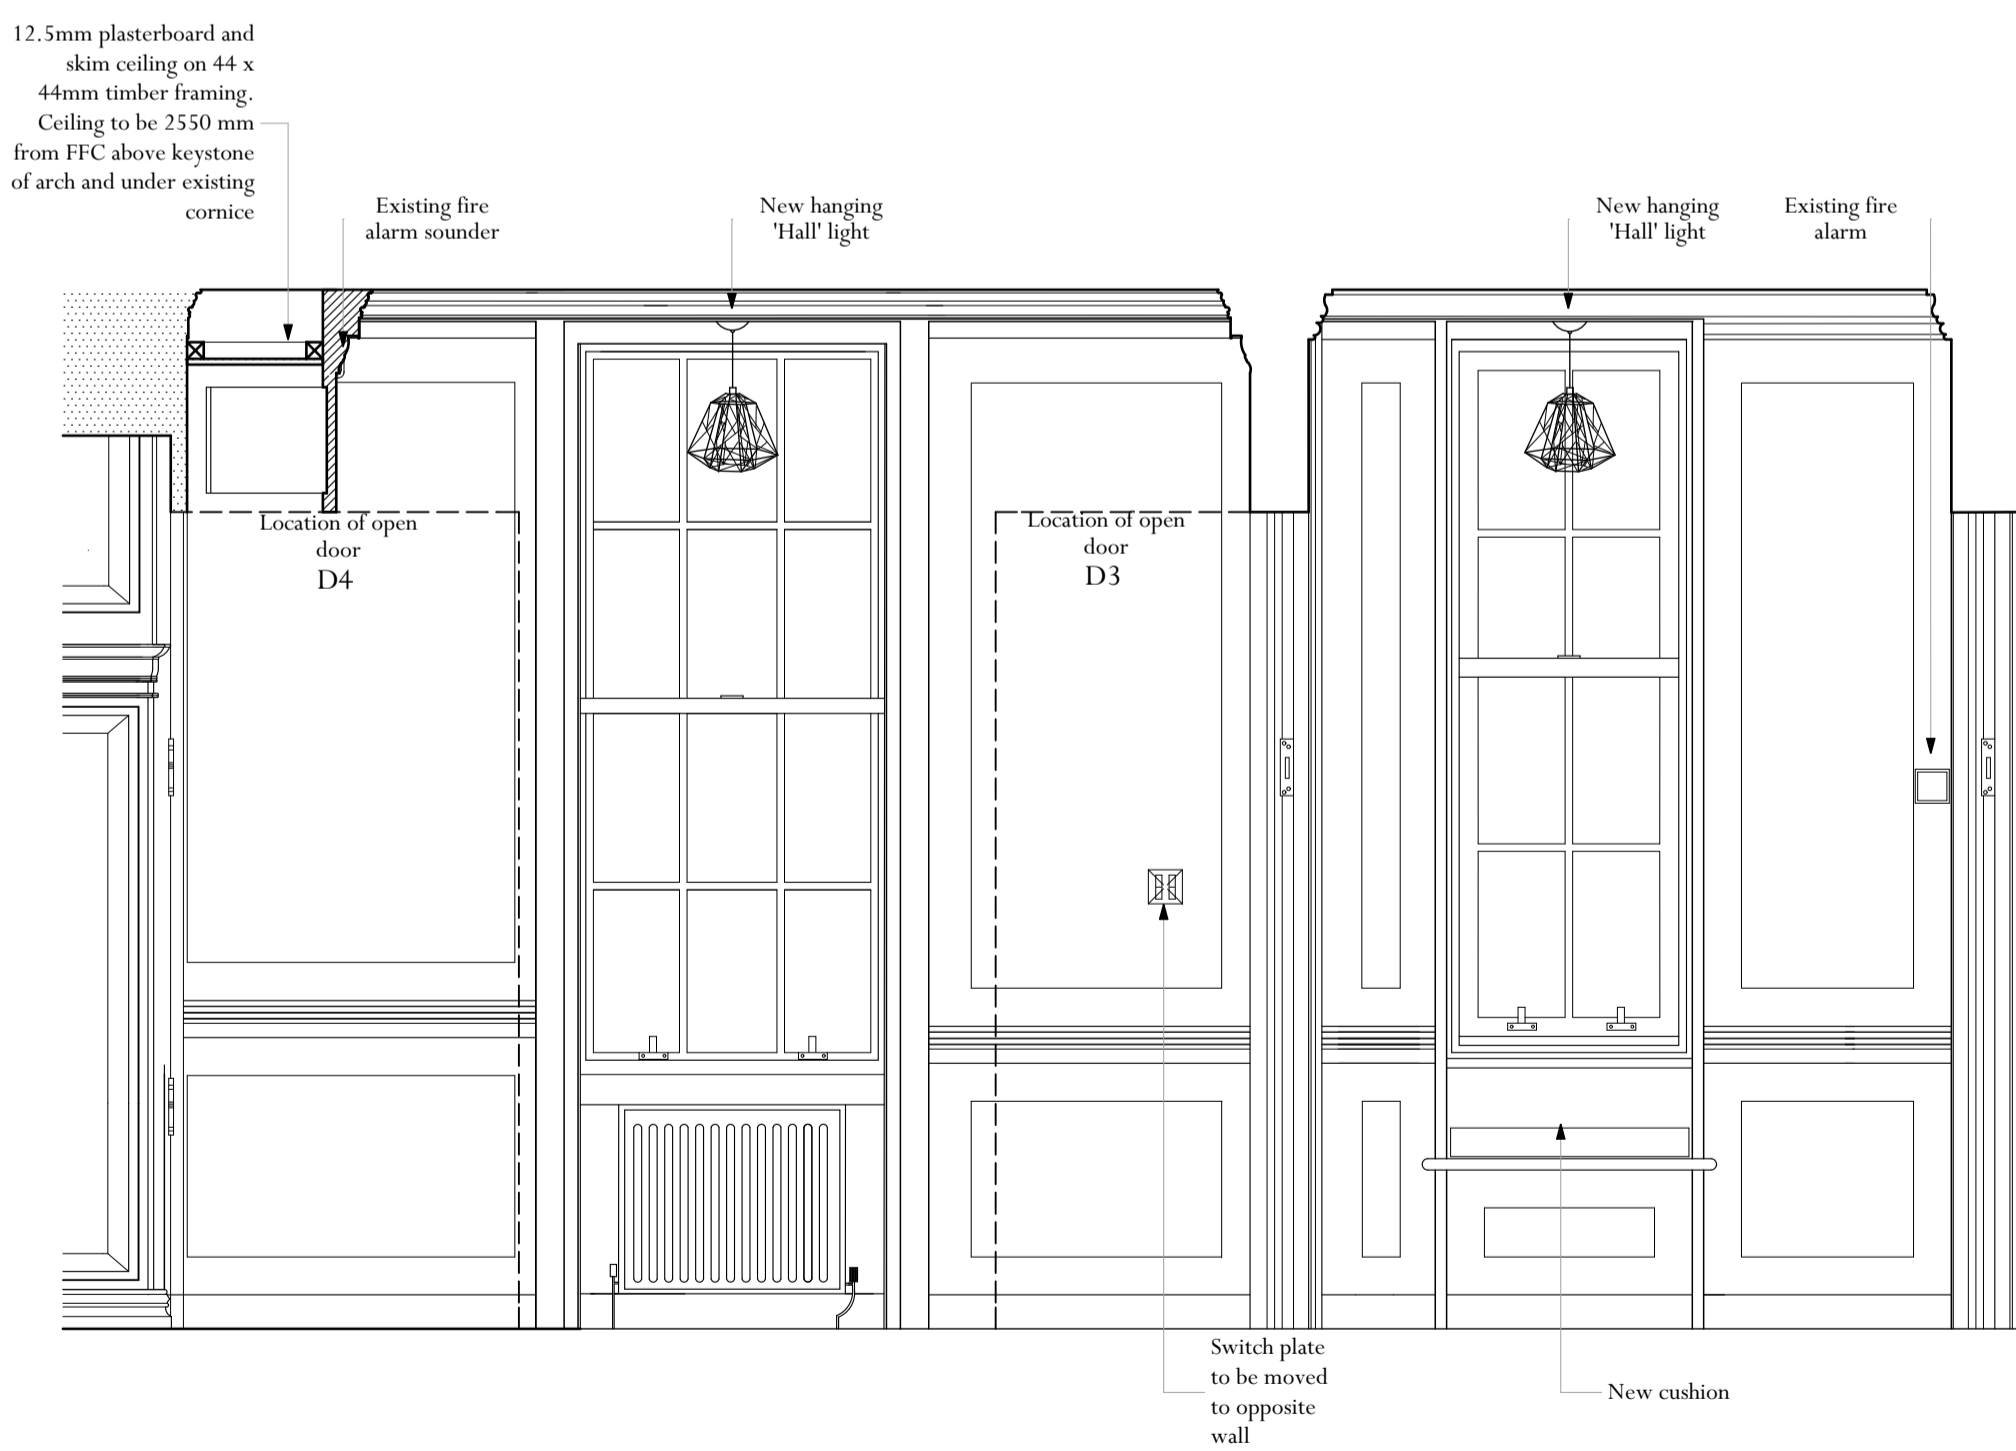 12.5mm plasterboard and
skim ceiling on 44 x
44mm timber framing.
Ceiling to be 2550 mm
from FFC above keystone
of arch and under existing
cornice
Existing fire
alarm sounder
New hanging
'Hall' light
New hanging
'Hall' light
Existing fire
alarm
Location of open
door
D4
Location of open
door
D3
Switch plate
to be moved
to opposite
wall
New cushion